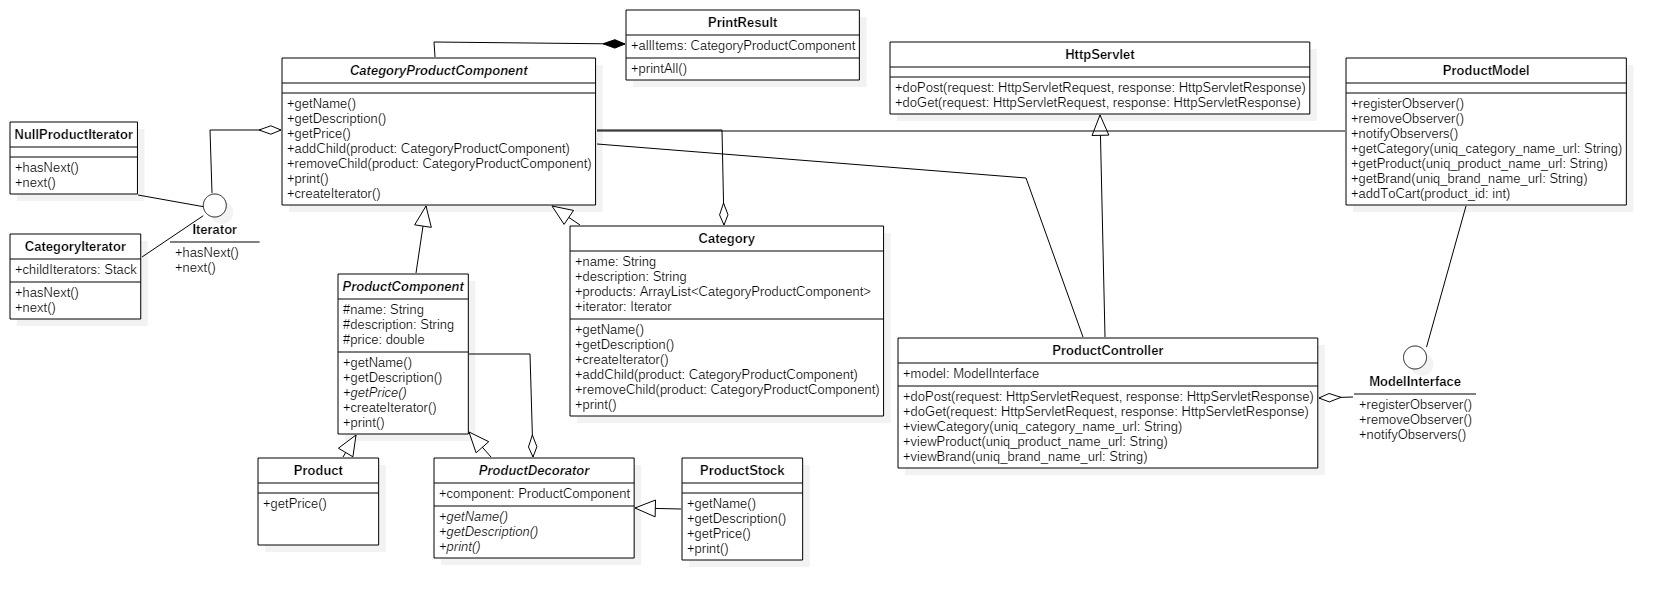 PrintResult
+allItems: CategoryProductComponent
+printAll()
CategoryProductComponent
+getName()
+getDescription()
+getPrice()
+addChild(product: CategoryProductComponent)
+removeChild(product: CategoryProductComponent)
+print()
+createIterator()
HttpServlet
+doPost(request: HttpServletRequest, response: HttpServletResponse)
+doGet(request: HttpServletRequest, response: HttpServletResponse)
ProductModel
+registerObserver()
+removeObserver()
+notifyObservers()
+getCategory(uniq_category_name_url: String)
+getProduct(uniq_product_name_url: String)
+getBrand(uniq_brand_name_url: String)
+addToCart(product_id: int)
NullProductIterator
+hasNext()
+next()
Iterator
+hasNext()
+next()
CategoryIterator
+childIterators: Stack
+hasNext()
+next()
Category
+name: String
+description: String
+products: ArrayList<CategoryProductComponent>
+iterator: Iterator
+getName()
+getDescription()
+createIterator()
+addChild(product: CategoryProductComponent)
+removeChild(product: CategoryProductComponent)
+print()
ProductComponent
#name: String
#description: String
#price: double
+getName()
+getDescription()
+getPrice()
+createIterator()
+print()
ProductController
+model: ModelInterface
+doPost(request: HttpServletRequest, response: HttpServletResponse)
+doGet(request: HttpServletRequest, response: HttpServletResponse)
+viewCategory(uniq_category_name_url: String)
+viewProduct(uniq_product_name_url: String)
+viewBrand(uniq_brand_name_url: String)
ModelInterface
+registerObserver()
+removeObserver()
+notifyObservers()
Product
+getPrice()
ProductDecorator
+component: ProductComponent
+getName()
+getDescription()
+print()
ProductStock
+getName()
+getDescription()
+getPrice()
+print()